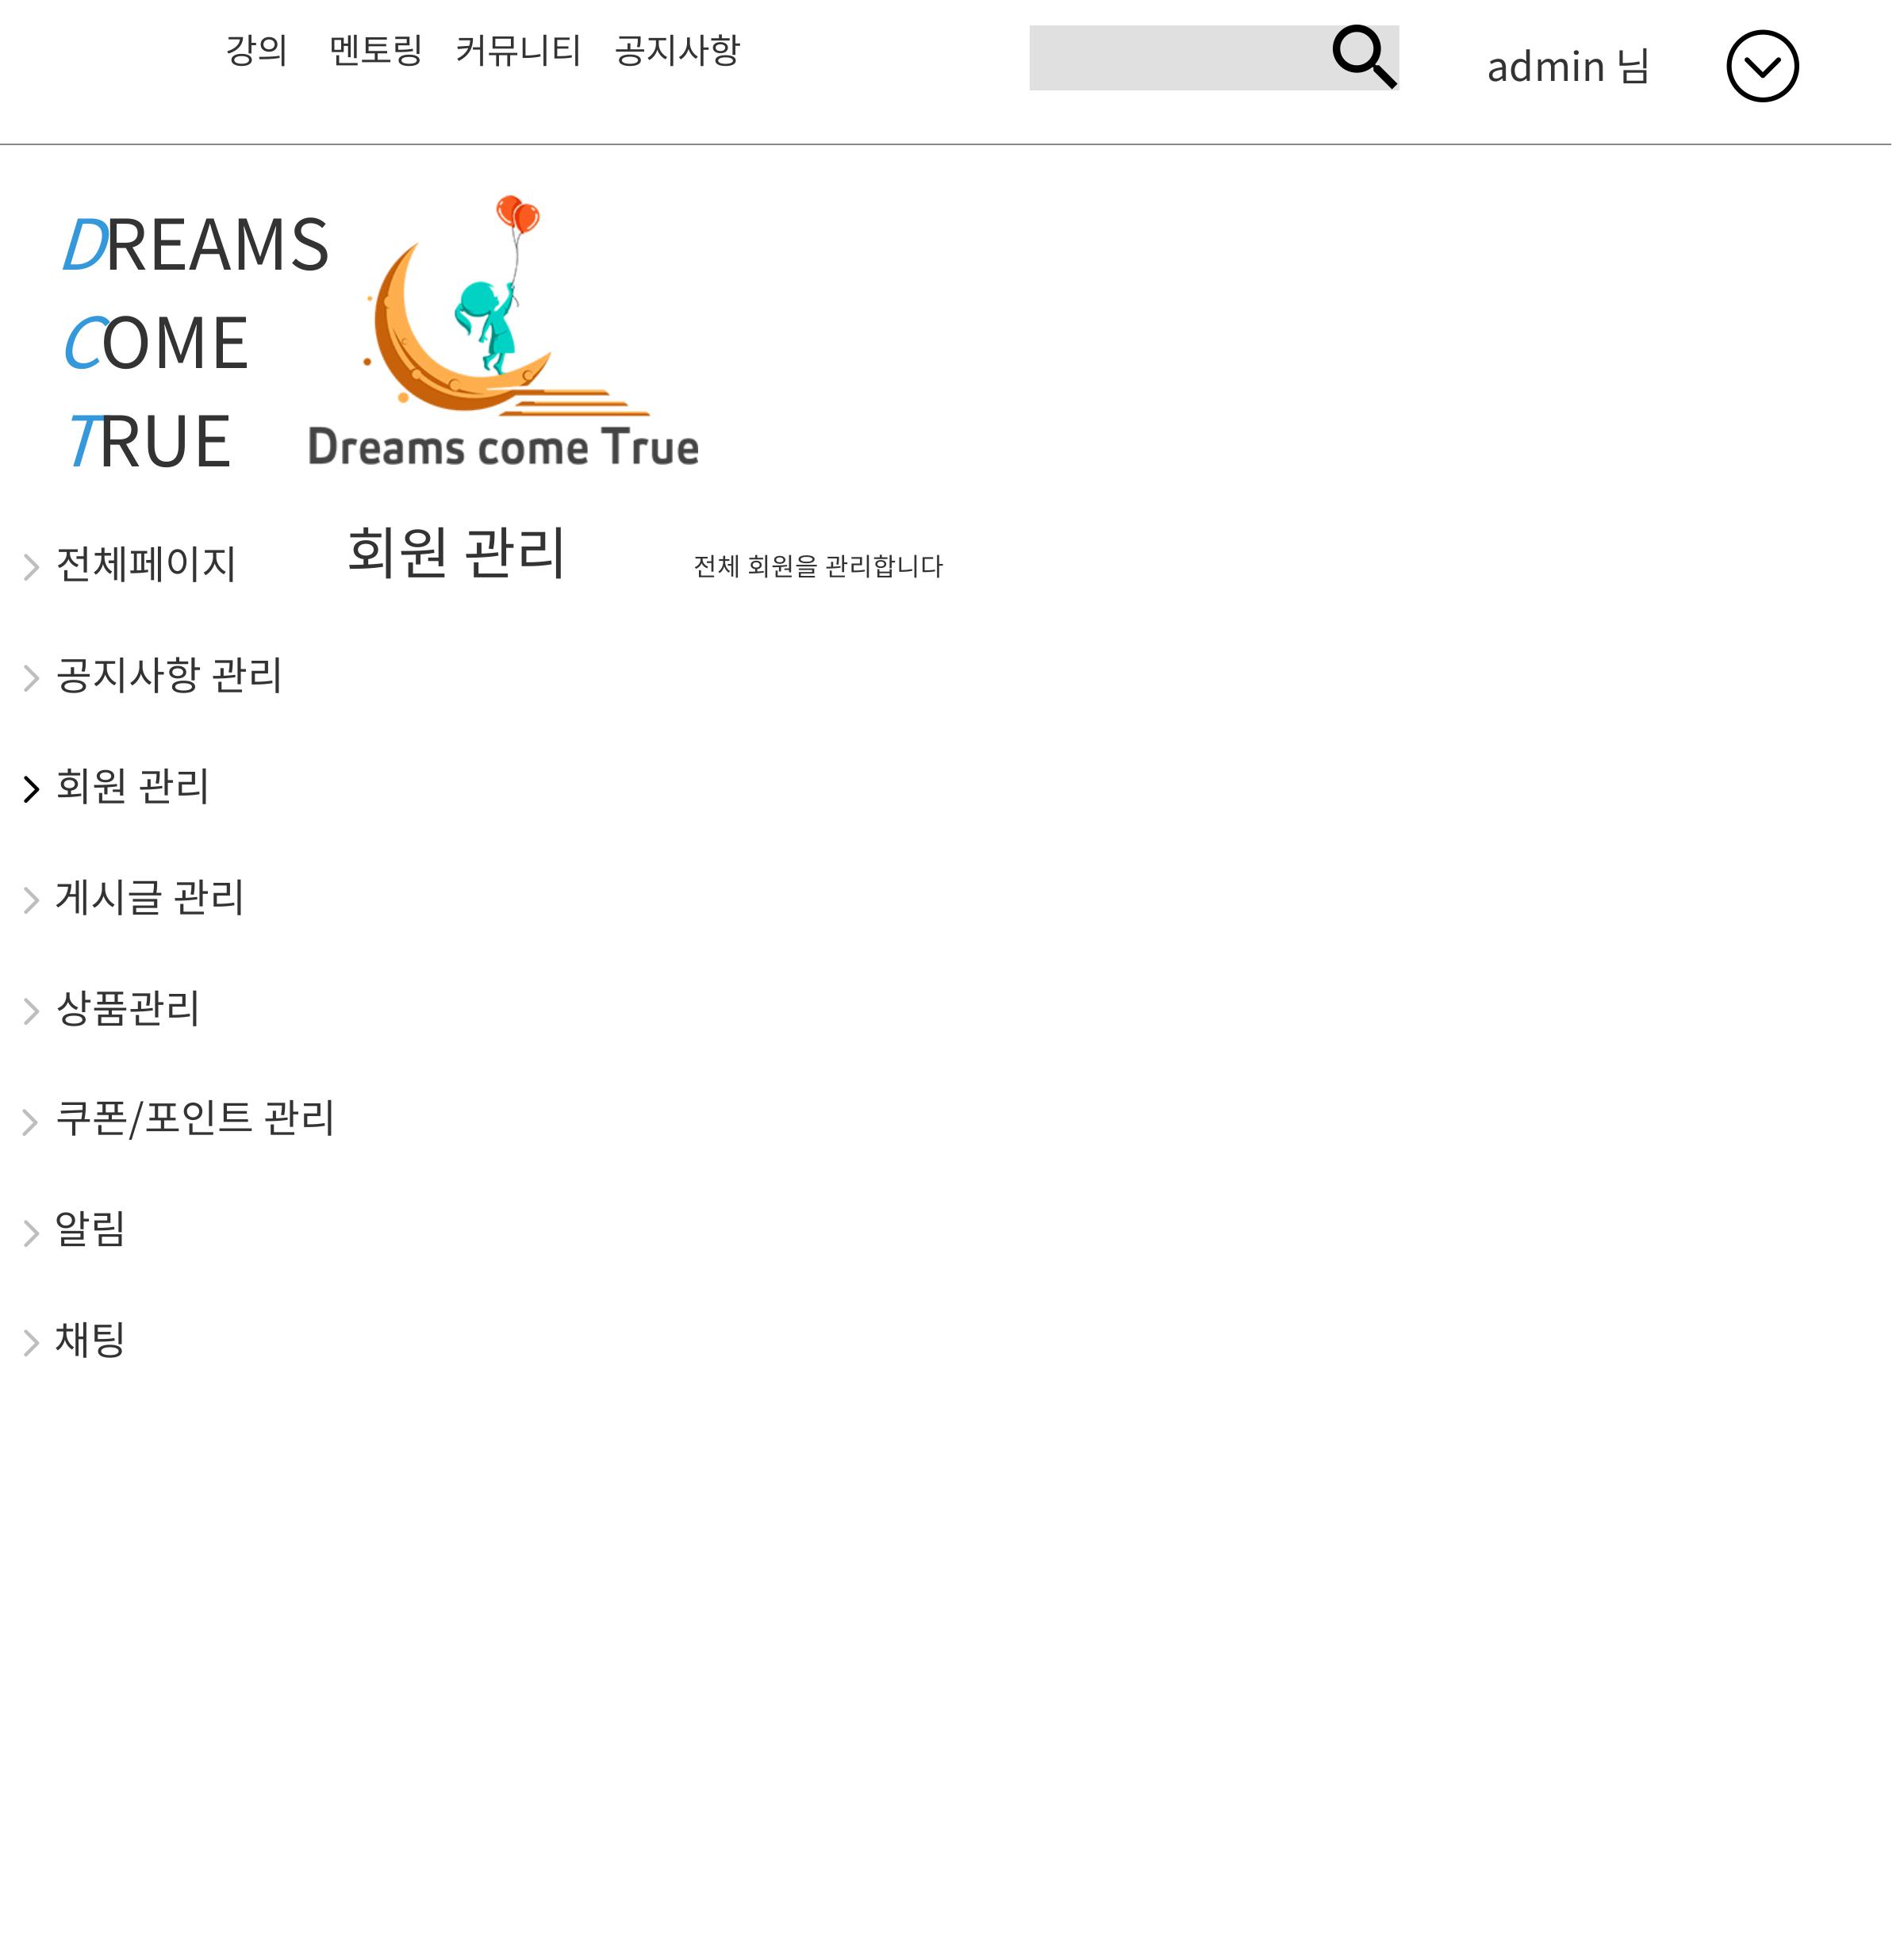 강의 멘토링 커뮤니티 공지사항
admin 님
DREAMS
COME
TRUE
Dreams come True
회원 관리
전체 회원을 관리합니다
전체페이지
공지사항 관리
회원 관리
게시글 관리
상품관리
쿠폰/포인트 관리
알림
채팅